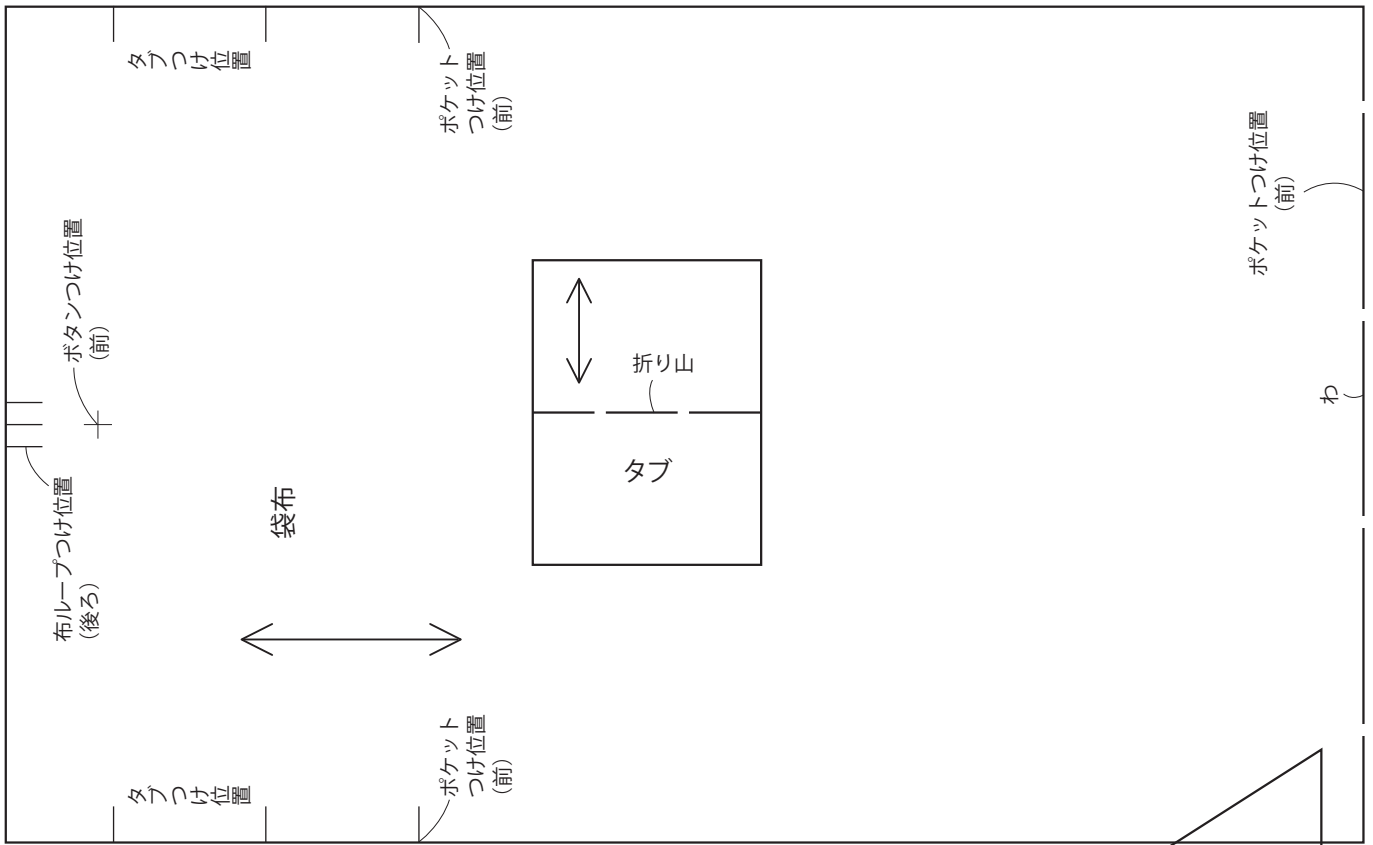 タブつけ位置
ポケット
つけ位置
(前)
ポケットつけ位置
(前)
ボタンつけ位置
(前)
折り山
わ
タブ
袋布
布ループつけ位置
(後ろ)
タブつけ位置
ポケット
つけ位置
(前)